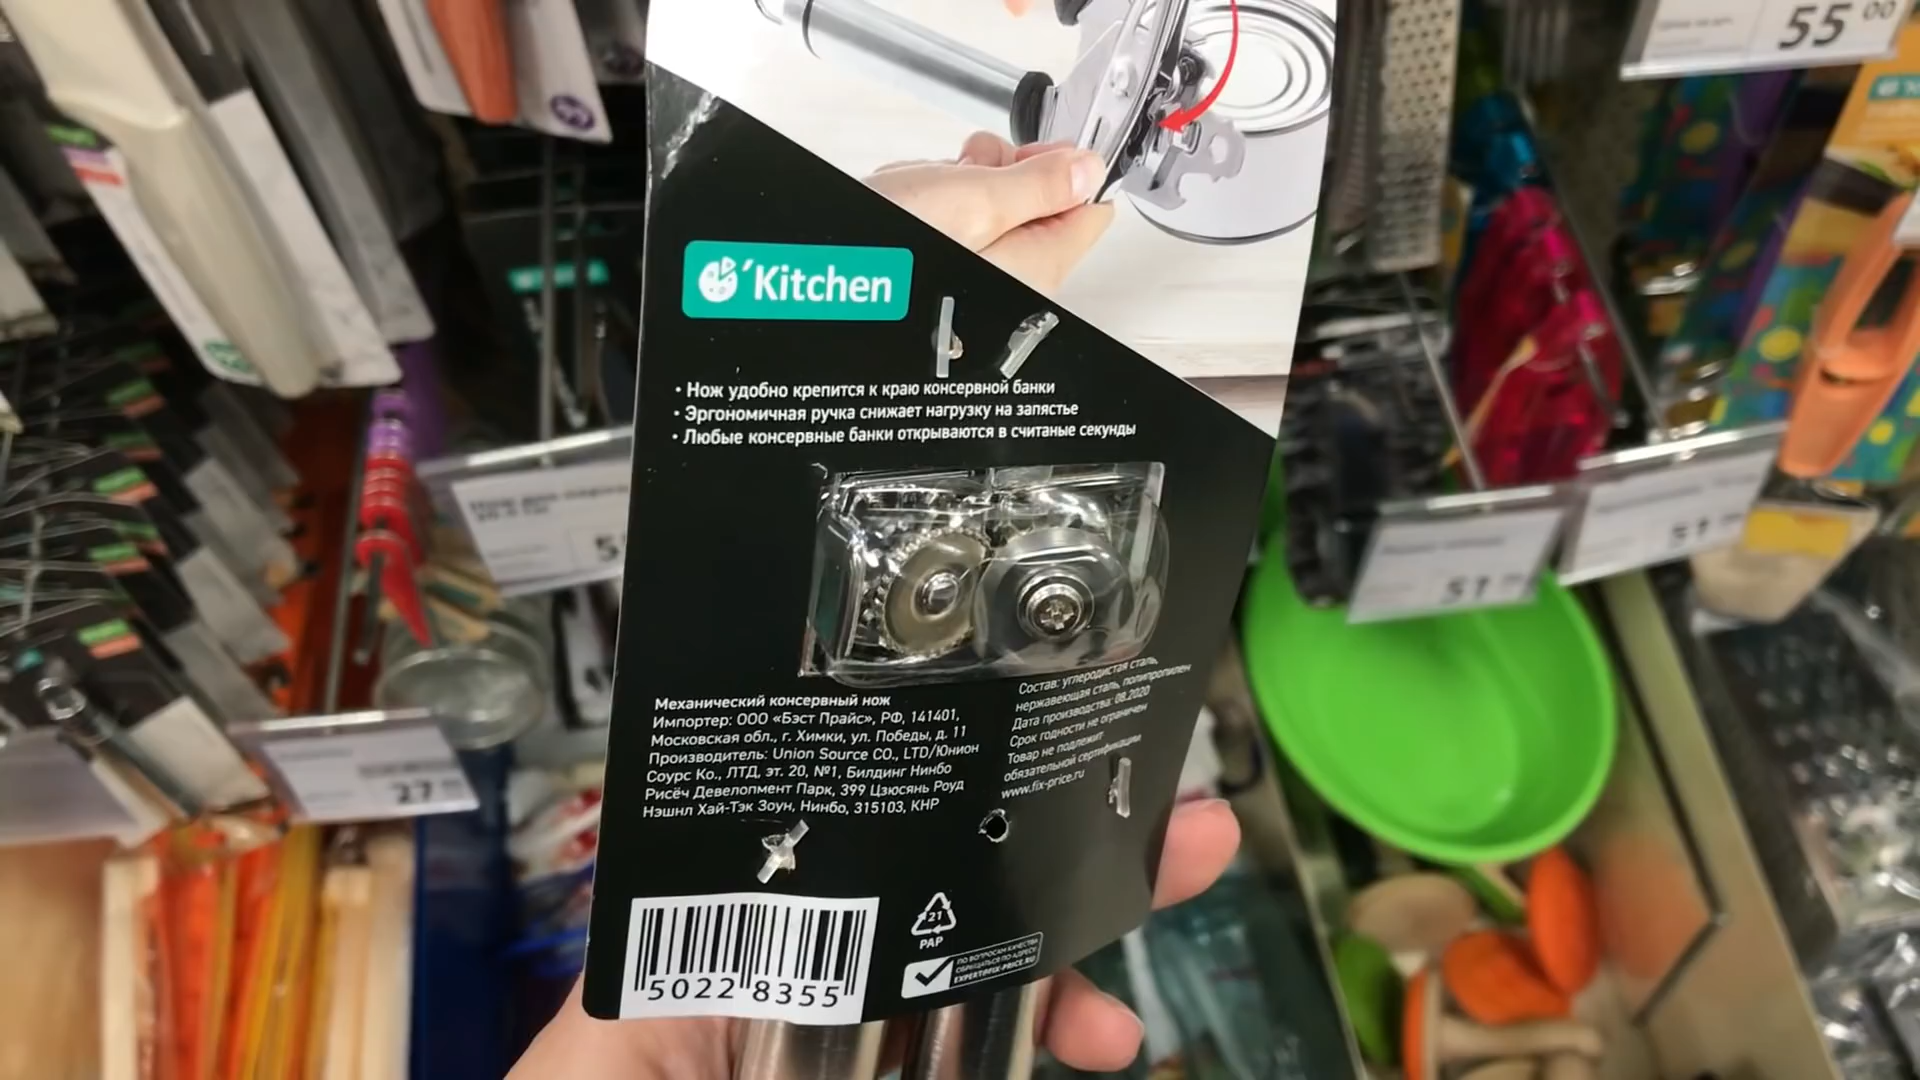 55 00
'Kitchen
• Нож удобно крепится к краю консервной банки
• Эргономичная ручка снижает нагрузку на запястье
• Любые консервные банки открываются в считаные секунды
Механический консервный нож
Импортер: ООО «Бэст Прайс», РФ, 141401,
Московская обл., г. Химки, ул. Победы, д. 11
Производитель: Union Source CO., LTD/Юнион
Соурс Ко., ЛТД, эт. 20, №1, Билдинг Нинбо
Рисёч Девелопмент Парк, 399 Цзюсянь Роуд
Нэшнл Хай-Тэк Зоун, Нинбо, 315103, КНР
Состав: углеродистая сталь,
нержавеющая сталь, полипропилен
Дата производства: 08.2020
Срок годности не ограничен
Товар не подлежит
обязательной сертификации
www.fix-price.ru
5022 8355
21
PAP
ПО ВОПРОСАМ КАЧЕСТВА
ОБРАЩАТЬСЯ ПО АДРЕСУ
EXPERT@FIX-PRICE.RU
27